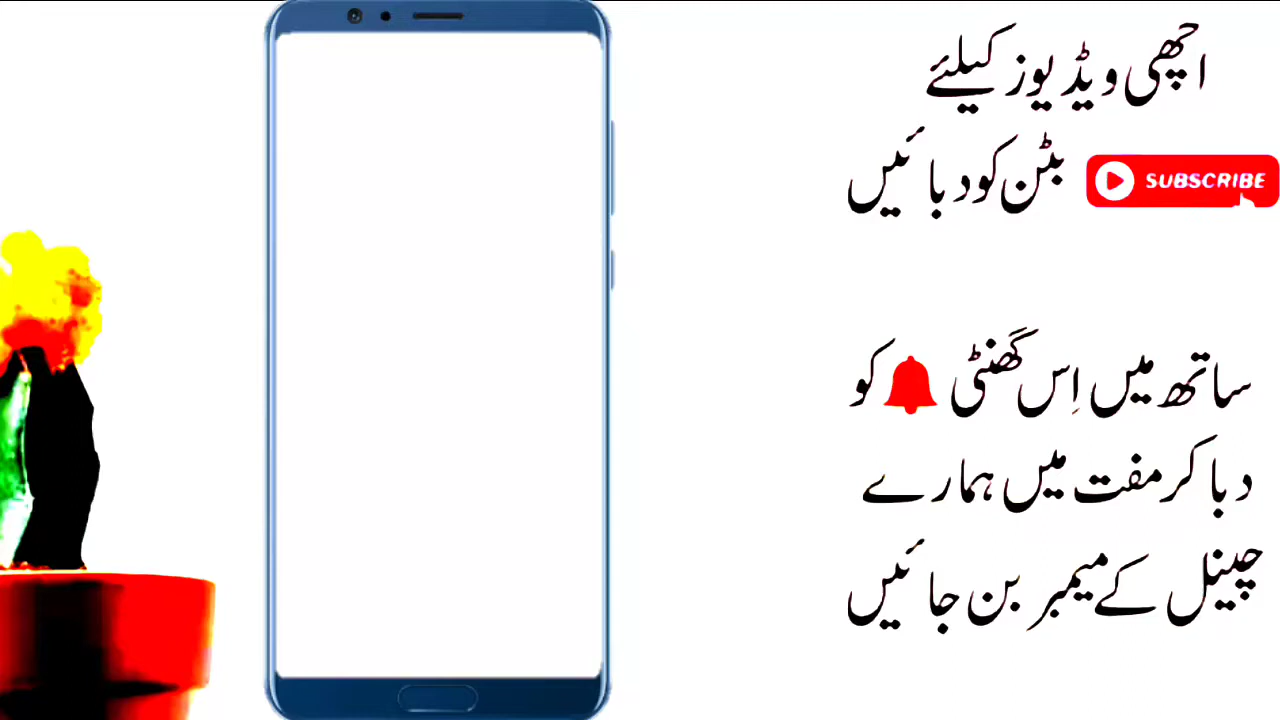 اچھی ویڈیوز کیلئے
SUBSCRIBE بٹن کو دبائیں
ساتھ میں اِس گھنٹی کو
دبا کر مفت میں ہمارے
چینل کے میمبر بن جائیں